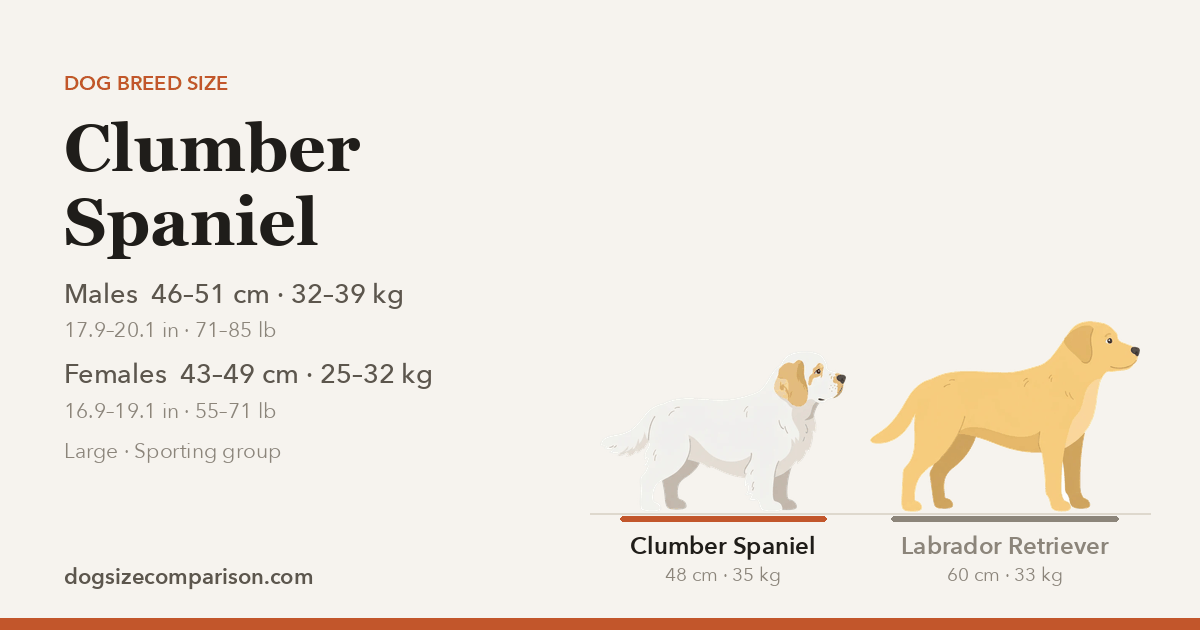 DOG BREED SIZE
Clumber
Spaniel
Males 46–51 cm · 32–39 kg
17.9–20.1 in · 71–85 lb
Females 43–49 cm · 25–32 kg
16.9–19.1 in · 55–71 lb
Large · Sporting group
Clumber Spaniel
48 cm · 35 kg
Labrador Retriever
60 cm · 33 kg
dogsizecomparison.com